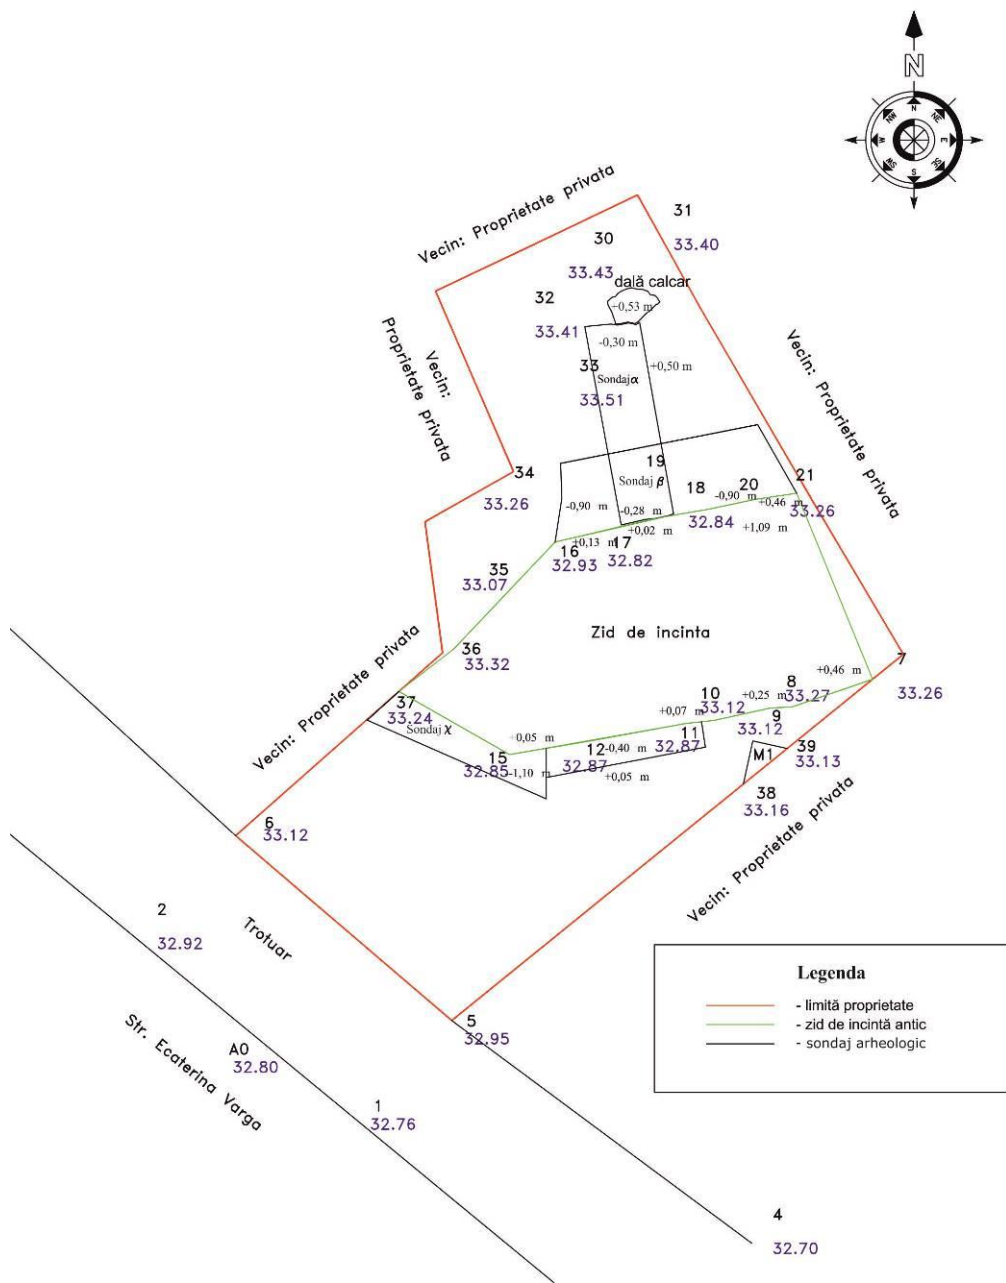 N
N
NE
E
SE
S
SW
W
NW
Vecin: Proprietate privata
31
33.40
30
33.43
dală calcar
32
+0,53 m
33.41
-0,30 m
+0,50 m
33
Sondaj α
33.51
Vecin:
Proprietate privata
Vecin: Proprietate privata
34
33.26
19
Sondaj β
18
20
21
-0,90 m
-0,28 m
-0,90 m
+0,46 m
33.26
+0,02 m
32.84
+1,09 m
+0,13 m
17
16
32.93
32.82
35
33.07
Zid de incinta
36
33.32
7
33.26
+0,46 m
8
33.27
+0,25 m
10
33.12
9
33.12
+0,07 m
37
33.24
Sondaj χ
Vecin: Proprietate privata
+0,05 m
11
32.87
12
-0,40 m
32.87
15
32.85
-1,10 m
+0,05 m
M1
39
33.13
38
33.16
Vecin: Proprietate privata
6
33.12
2
32.92
Trotuar
5
32.95
A0
32.80
Str. Ecaterina Varga
1
32.76
4
32.70
Legenda
- limită proprietate
- zid de incintă antic
- sondaj arheologic